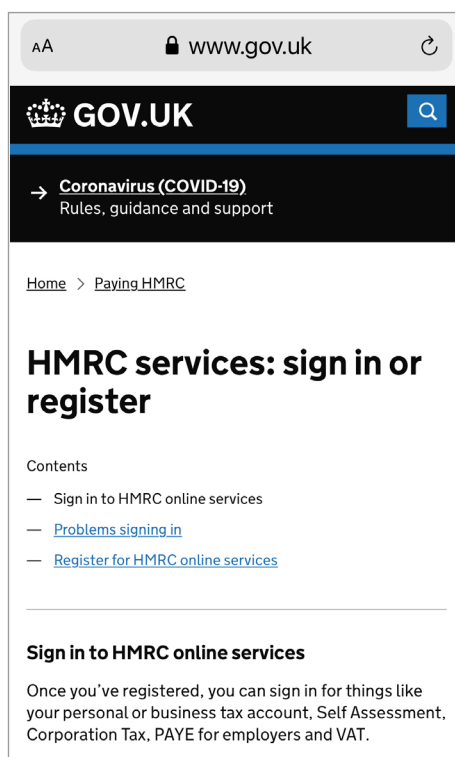 AA www.gov.uk
GOV.UK
→ Coronavirus (COVID-19)
Rules, guidance and support
Home > Paying HMRC
HMRC services: sign in or
register
Contents
— Sign in to HMRC online services
— Problems signing in
— Register for HMRC online services
Sign in to HMRC online services
Once you’ve registered, you can sign in for things like
your personal or business tax account, Self Assessment,
Corporation Tax, PAYE for employers and VAT.